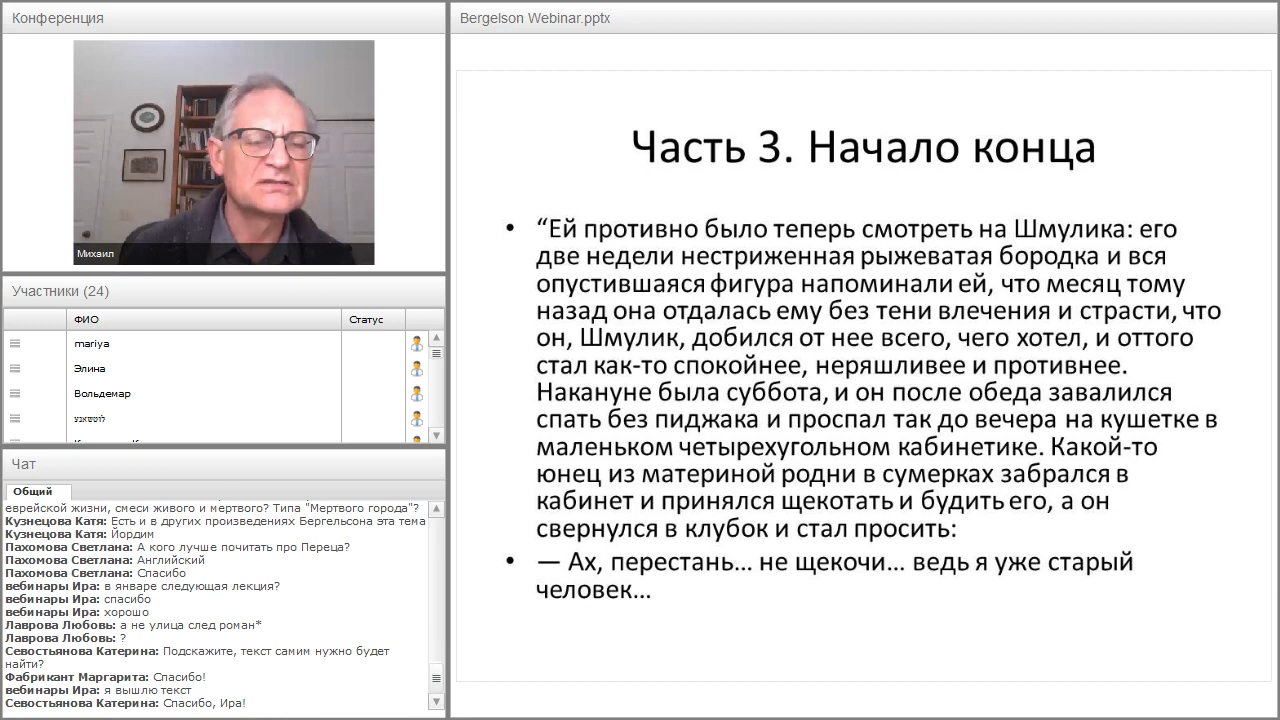 Конференция
Михаил
Участники (24)
ФИО
Статус
mariya
Элина
Вольдемар
Чат
Общий
еврейской жизни, смеси живого и мертвого? Типа "Мертвого города"?
Кузнецова Катя: Есть и в других произведениях Бергельсона эта тема
Кузнецова Катя: Йордим
Пахомова Светлана: А кого лучше почитать про Переца?
Пахомова Светлана: Английский
Пахомова Светлана: Спасибо
вебинары Ира: в январе следующая лекция?
вебинары Ира: спасибо
вебинары Ира: хорошо
Лаврова Любовь: а не улица след роман*
Лаврова Любовь: ?
Севостьянова Катерина: Подскажите, текст самим нужно будет
найти?
Фабрикант Маргарита: Спасибо!
вебинары Ира: я вышлю текст
Севостьянова Катерина: Спасибо, Ира!
Bergelson Webinar.pptx
Часть 3. Начало конца
• “Ей противно было теперь смотреть на Шмулика: его
две недели нестриженная рыжеватая бородка и вся
опустившаяся фигура напоминали ей, что месяц тому
назад она отдалась ему без тени влечения и страсти, что
он, Шмулик, добился от нее всего, чего хотел, и оттого
стал как-то спокойнее, неряшливее и противнее.
Накануне была суббота, и он после обеда завалился
спать без пиджака и проспал так до вечера на кушетке в
маленьком четырехугольном кабинетике. Какой-то
юнец из материной родни в сумерках забрался в
кабинет и принялся щекотать и будить его, а он
свернулся в клубок и стал просить:
• — Ах, перестань… не щекочи… ведь я уже старый
человек…